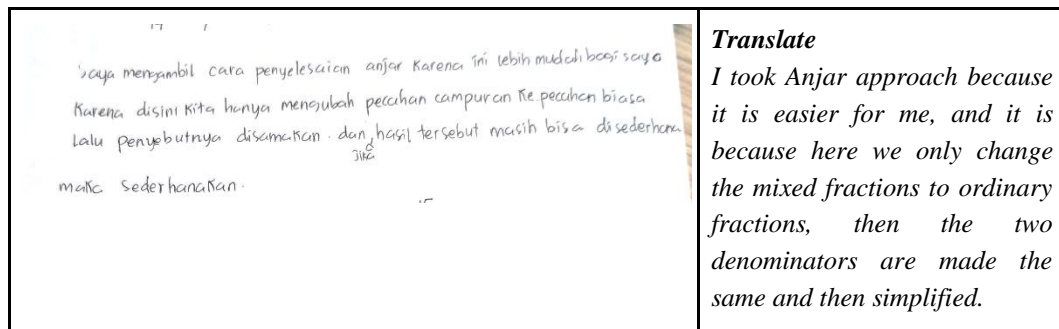 saya mengambil cara penyelesaian anjar karena ini lebih mudah bagi saya
karena disini kita hanya mengubah pecahan campuran ke pecahan biasa
lalu penyebutnya disamakan. dan hasil tersebut masih bisa disederhana
jika
maka sederhanakan.
Translate
I took Anjar approach because
it is easier for me, and it is
because here we only change
the mixed fractions to ordinary
fractions, then the two
denominators are made the
same and then simplified.